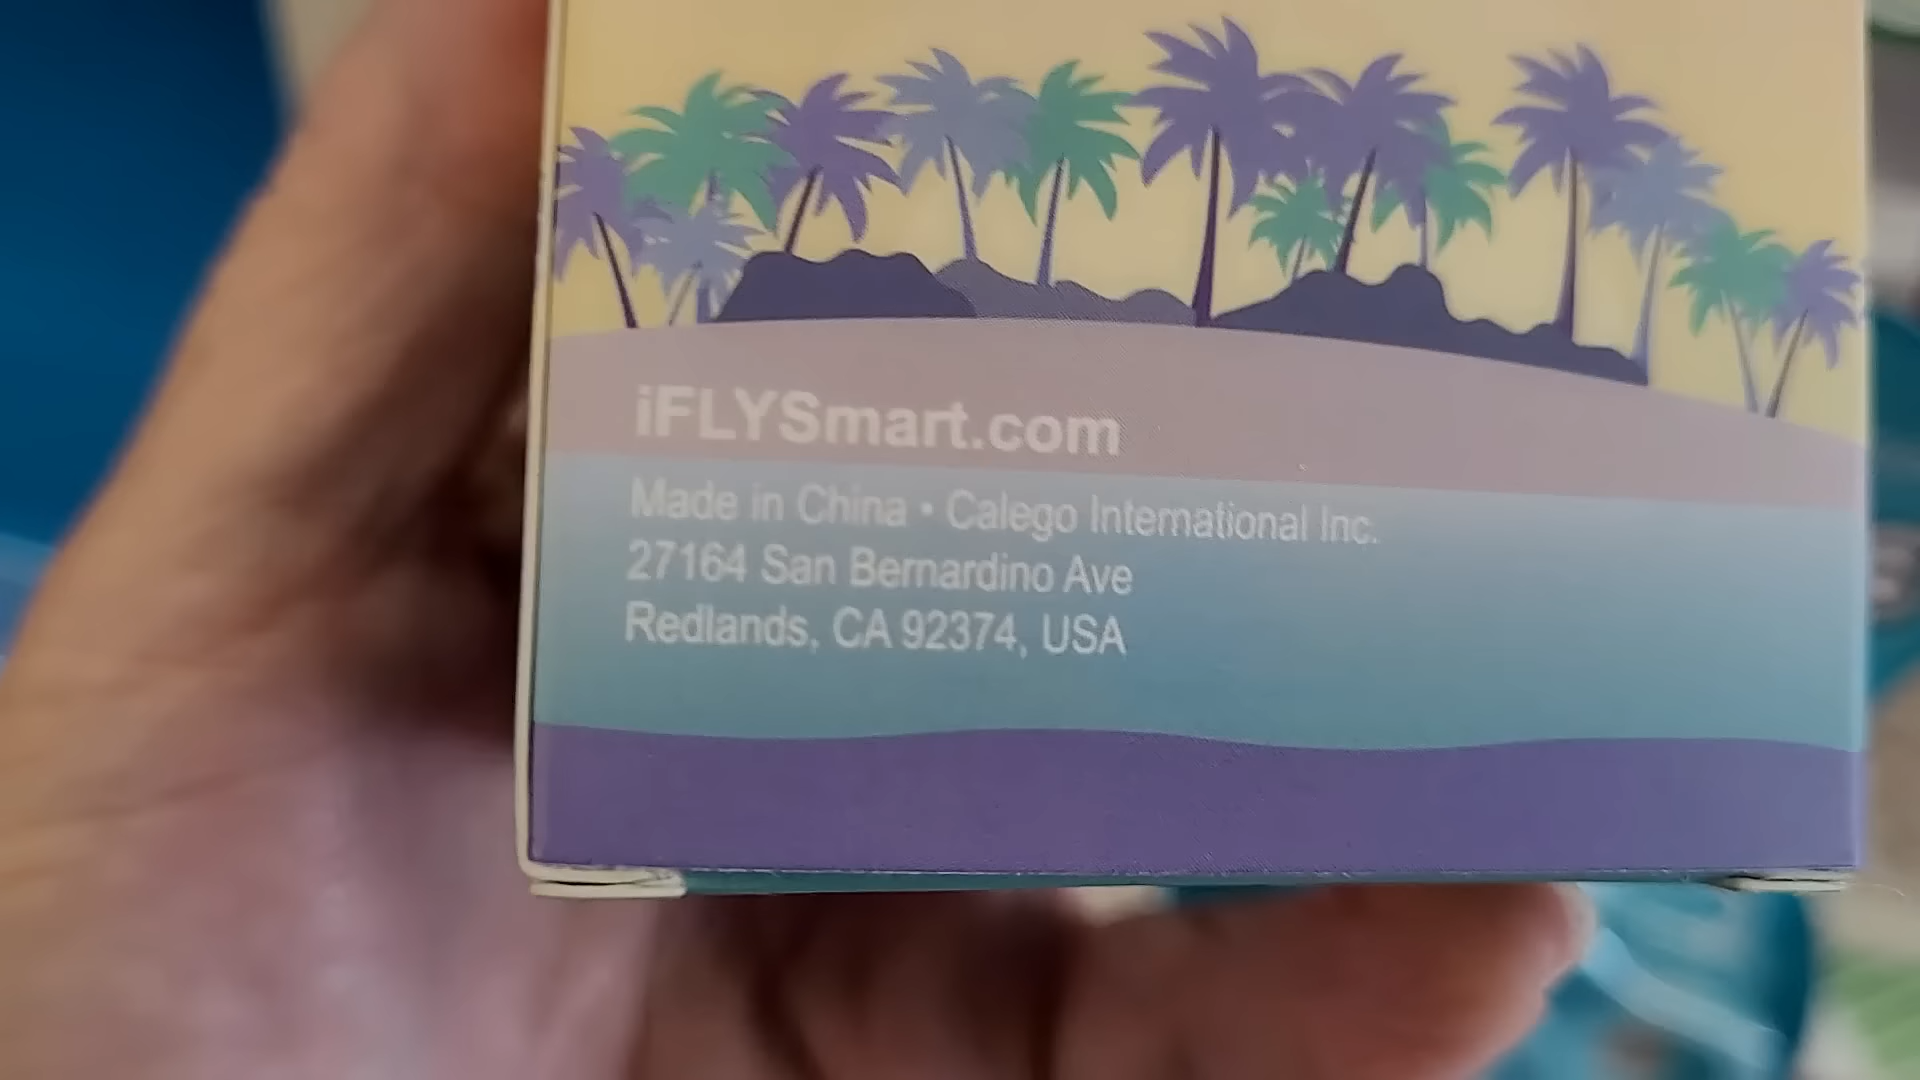 iFLYSmart.com
Made in China • Calego International Inc.
27164 San Bernardino Ave
Redlands, CA 92374, USA